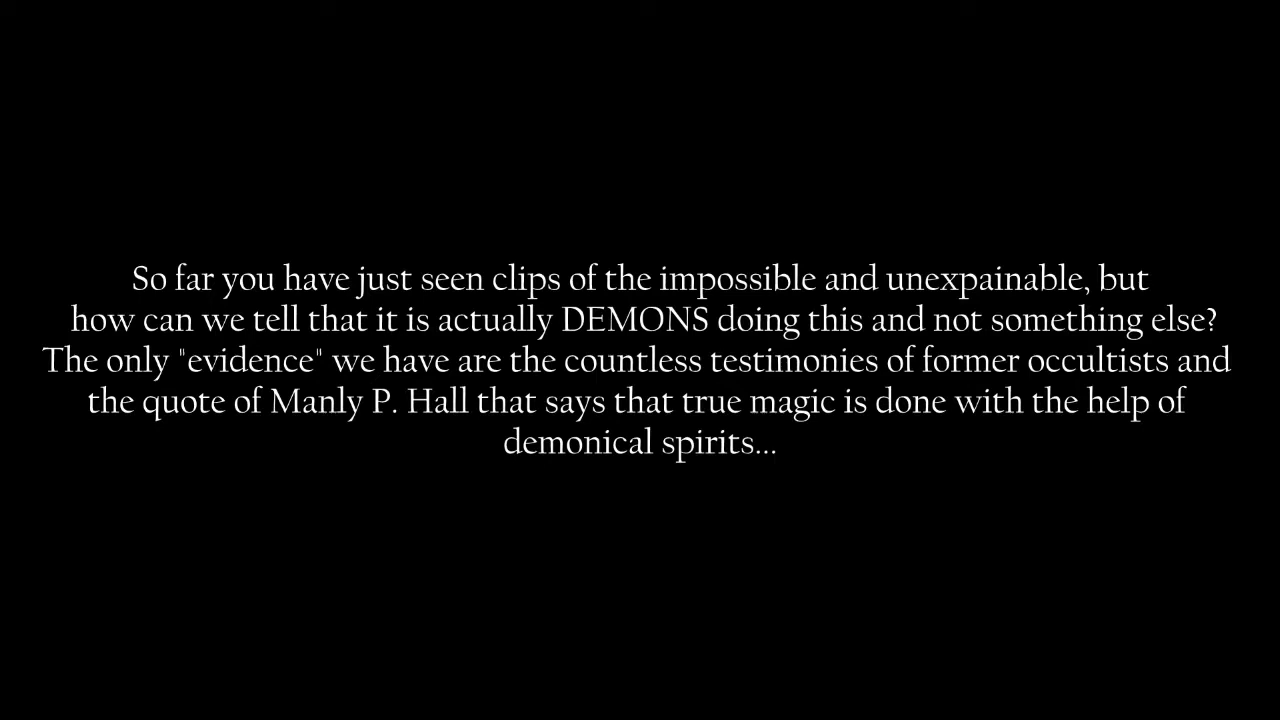 So far you have just seen clips of the impossible and unexpainable, but
how can we tell that it is actually DEMONS doing this and not something else?
The only "evidence" we have are the countless testimonies of former occultists and
the quote of Manly P. Hall that says that true magic is done with the help of
demonical spirits...